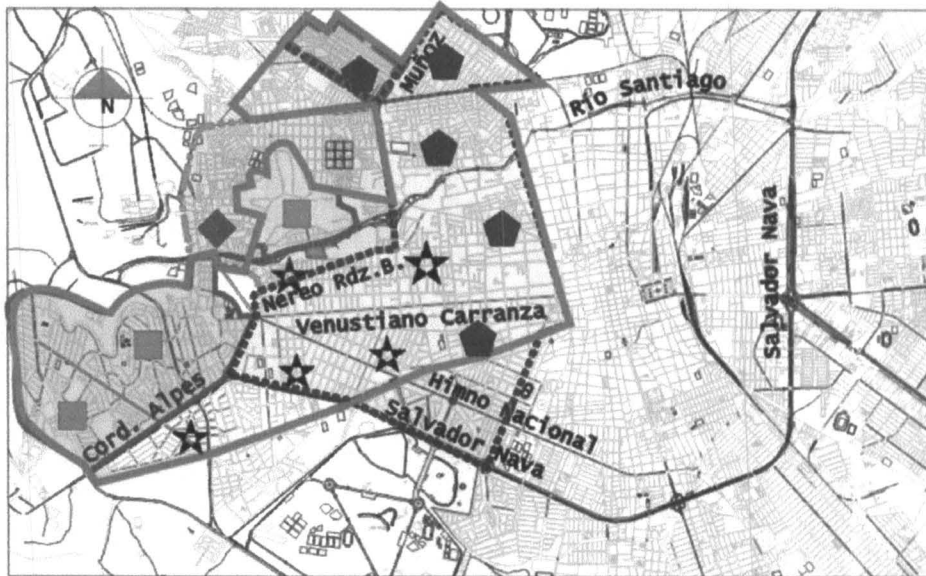 Muñoz
Río Santiago
N
Salvador Nava
Nereo Rdz.B.
Venustiano Carranza
Cord. Alpes
Himno Nacional
Salvador Nava